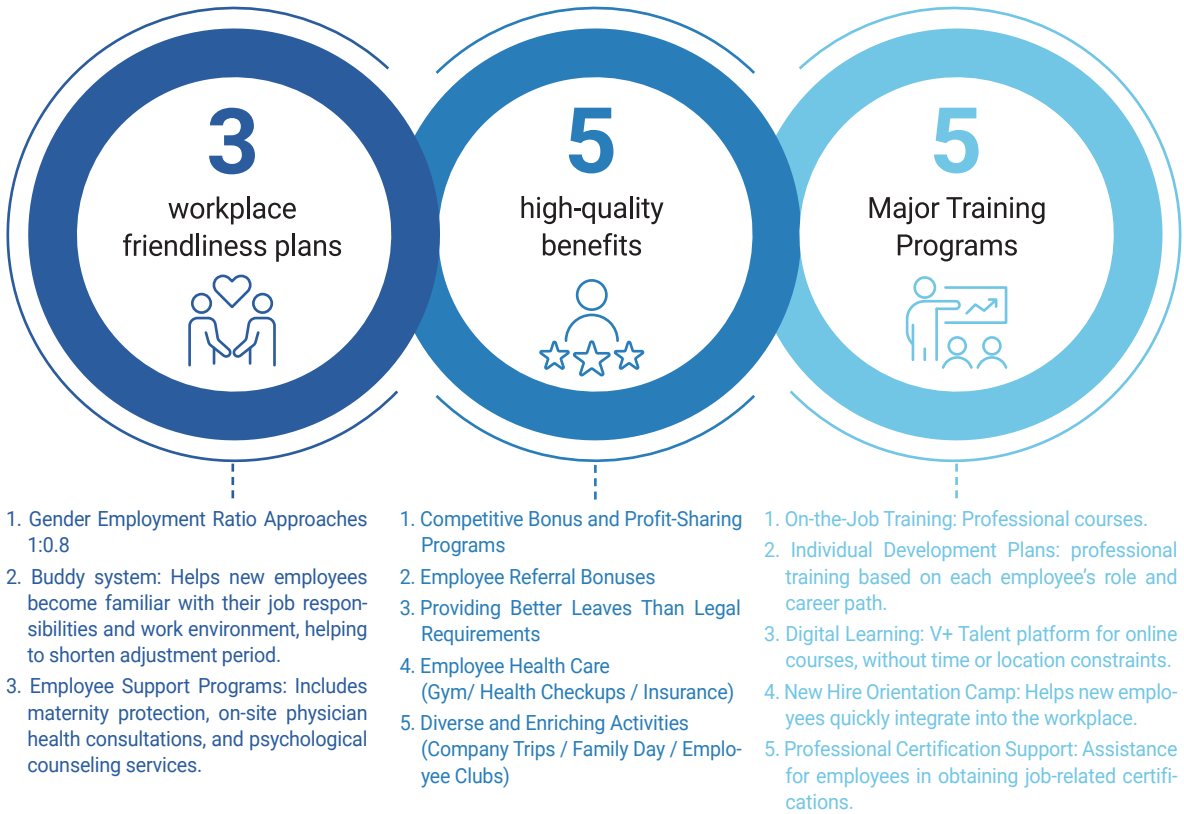 3
workplace
friendliness plans
5
high-quality
benefits
5
Major Training
Programs
1. Gender Employment Ratio Approaches
1:0.8
2. Buddy system: Helps new employees
become familiar with their job respon-
sibilities and work environment, helping
to shorten adjustment period.
3. Employee Support Programs: Includes
maternity protection, on-site physician
health consultations, and psychological
counseling services.
1. Competitive Bonus and Profit-Sharing
Programs
2. Employee Referral Bonuses
3. Providing Better Leaves Than Legal
Requirements
4. Employee Health Care
(Gym/ Health Checkups / Insurance)
5. Diverse and Enriching Activities
(Company Trips / Family Day / Emplo-
yee Clubs)
1. On-the-Job Training: Professional courses.
2. Individual Development Plans: professional
training based on each employee’s role and
career path.
3. Digital Learning: V+ Talent platform for online
courses, without time or location constraints.
4. New Hire Orientation Camp: Helps new emplo-
yees quickly integrate into the workplace.
5. Professional Certification Support: Assistance
for employees in obtaining job-related certifi-
cations.